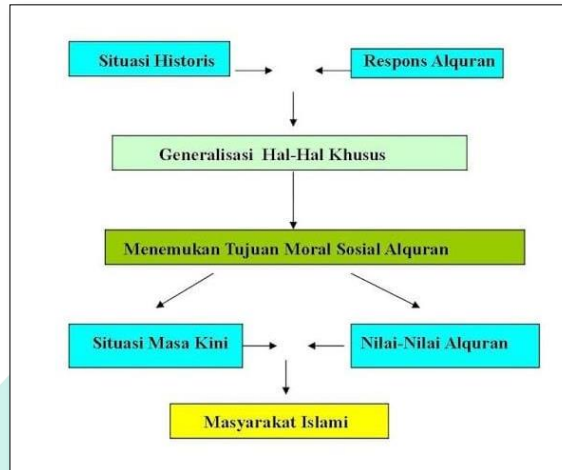 Situasi Historis
Respons Alquran
Generalisasi Hal-Hal Khusus
Menemukan Tujuan Moral Sosial Alquran
Situasi Masa Kini
Nilai-Nilai Alquran
Masyarakat Islami